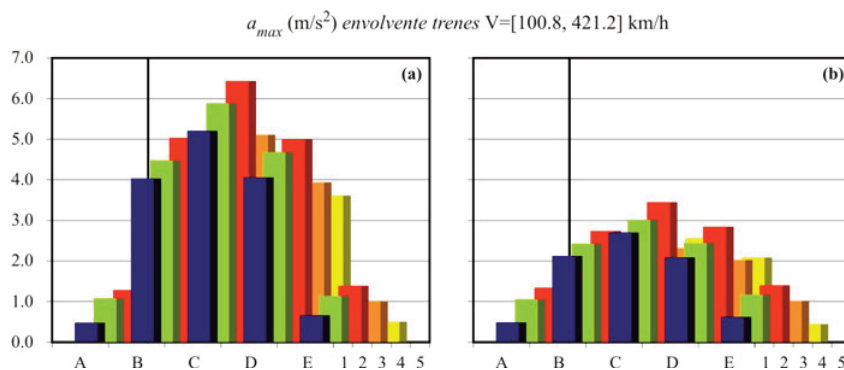 a_max (m/s²) envolvente trenes V=[100.8, 421.2] km/h
(a)
(b)
7.0
6.0
5.0
4.0
3.0
2.0
1.0
0.0
A B C D E 1 2 3 4 5
A B C D E 1 2 3 4 5